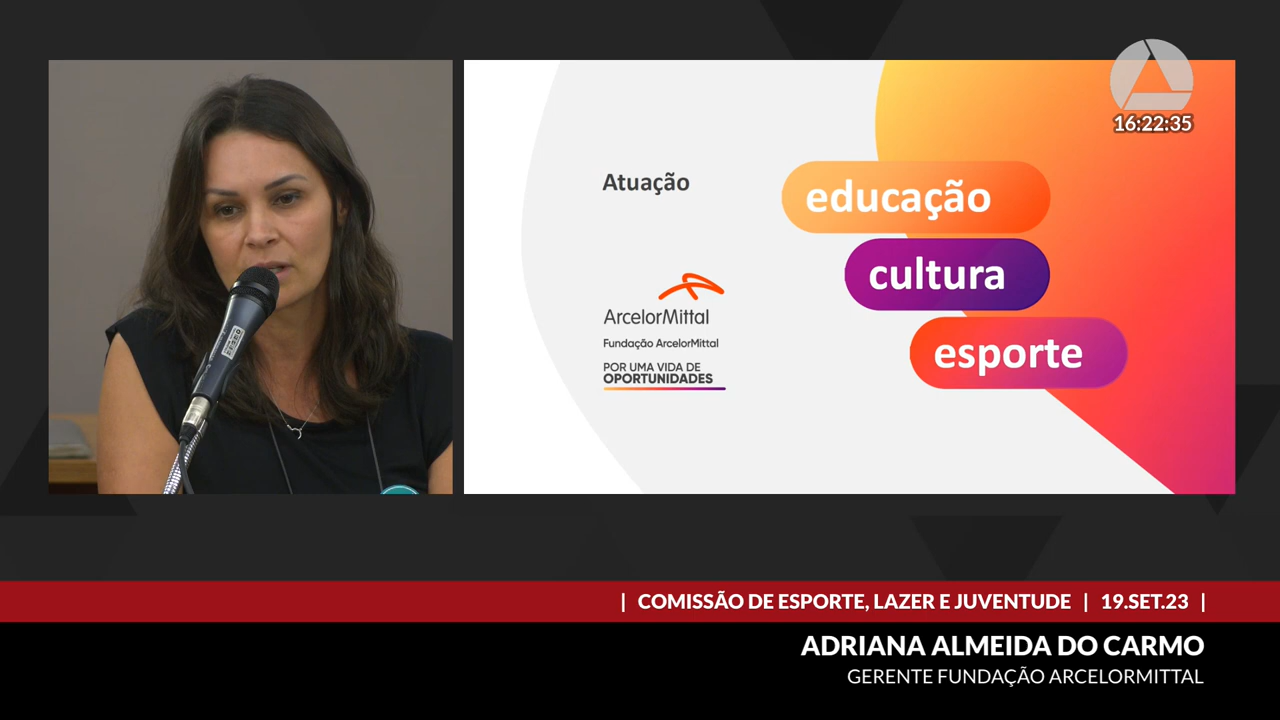 16:22:35
Atuação
educação
cultura
esporte
ArcelorMittal
Fundação ArcelorMittal
POR UMA VIDA DE
OPORTUNIDADES
| COMISSÃO DE ESPORTE, LAZER E JUVENTUDE | 19.SET.23 |
ADRIANA ALMEIDA DO CARMO
GERENTE FUNDAÇÃO ARCELORMITTAL